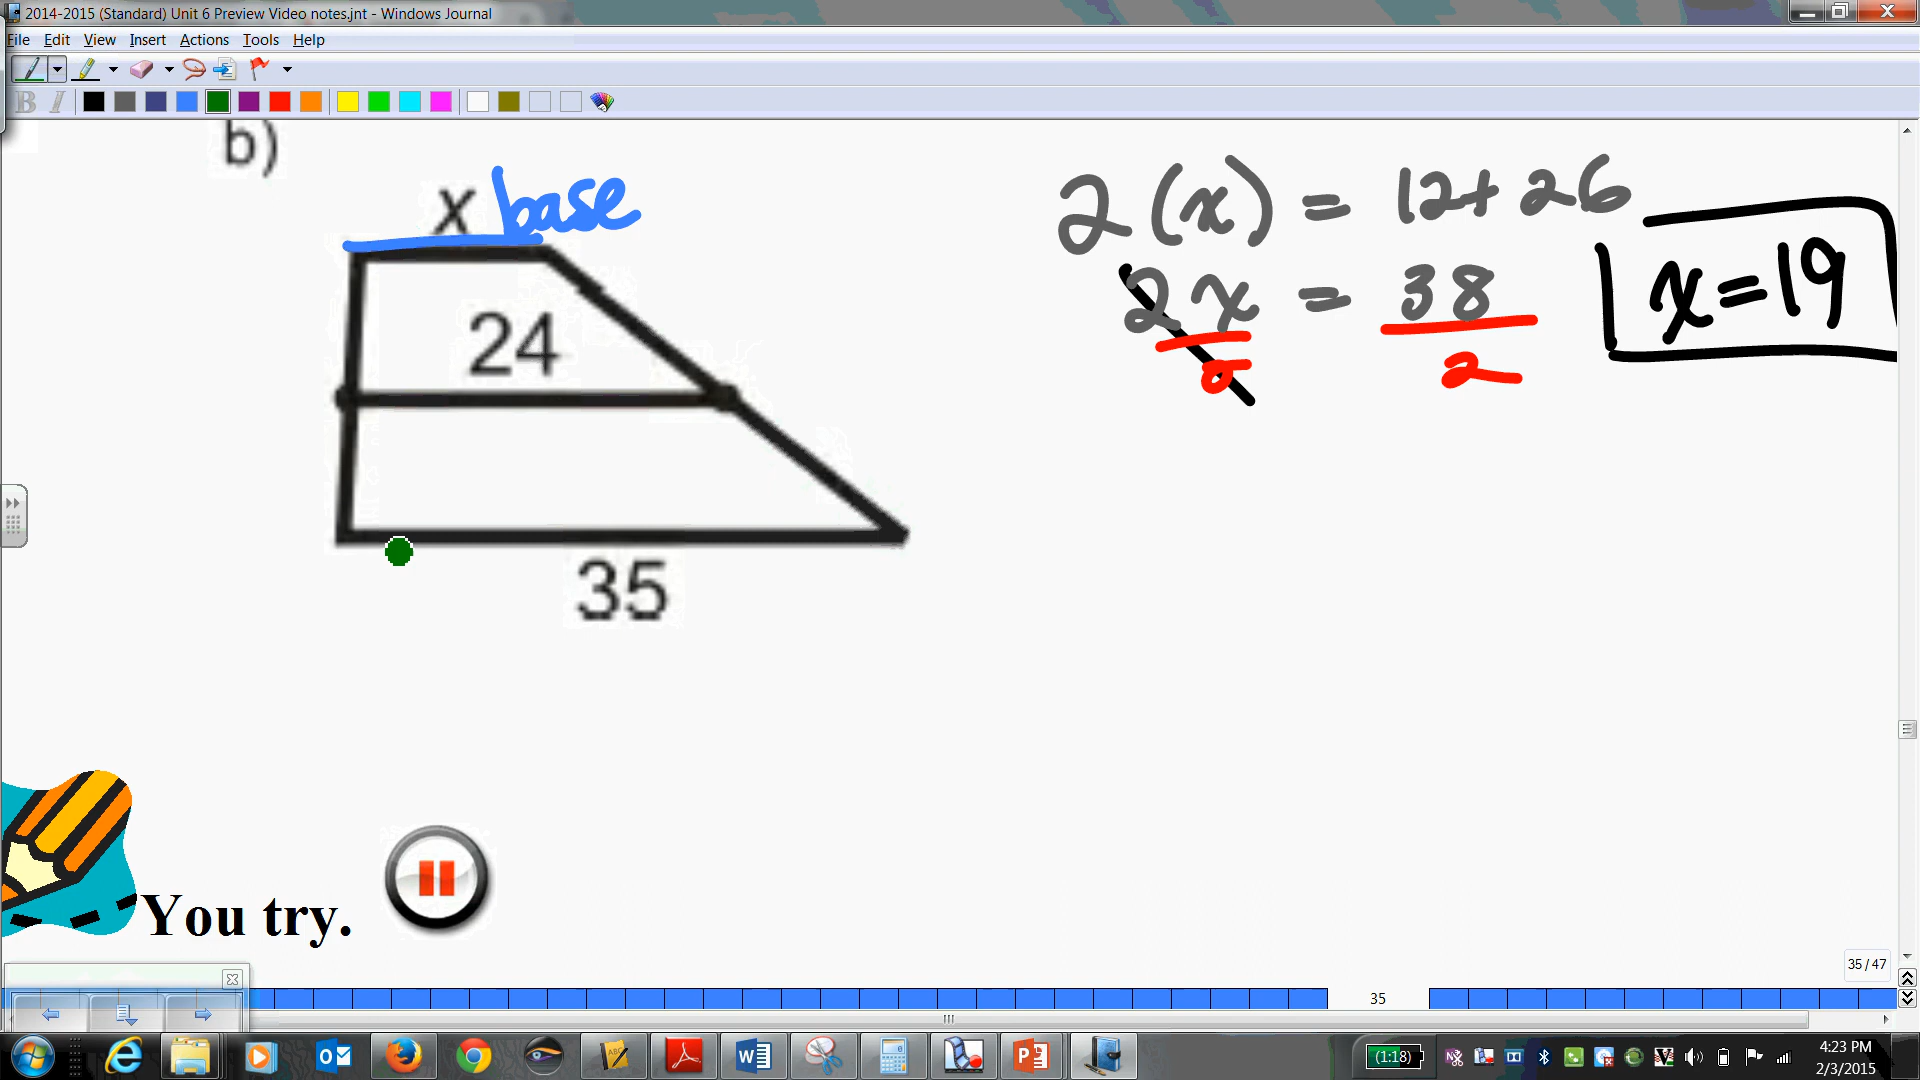 2014-2015 (Standard) Unit 6 Preview Video notes.jnt - Windows Journal
File Edit View Insert Actions Tools Help
B I
b)
x base
24
35
2(x) = 12+26
2x = 38
2 2
x=19
You try.
35 / 47
35
(1:18)
4:23 PM
2/3/2015